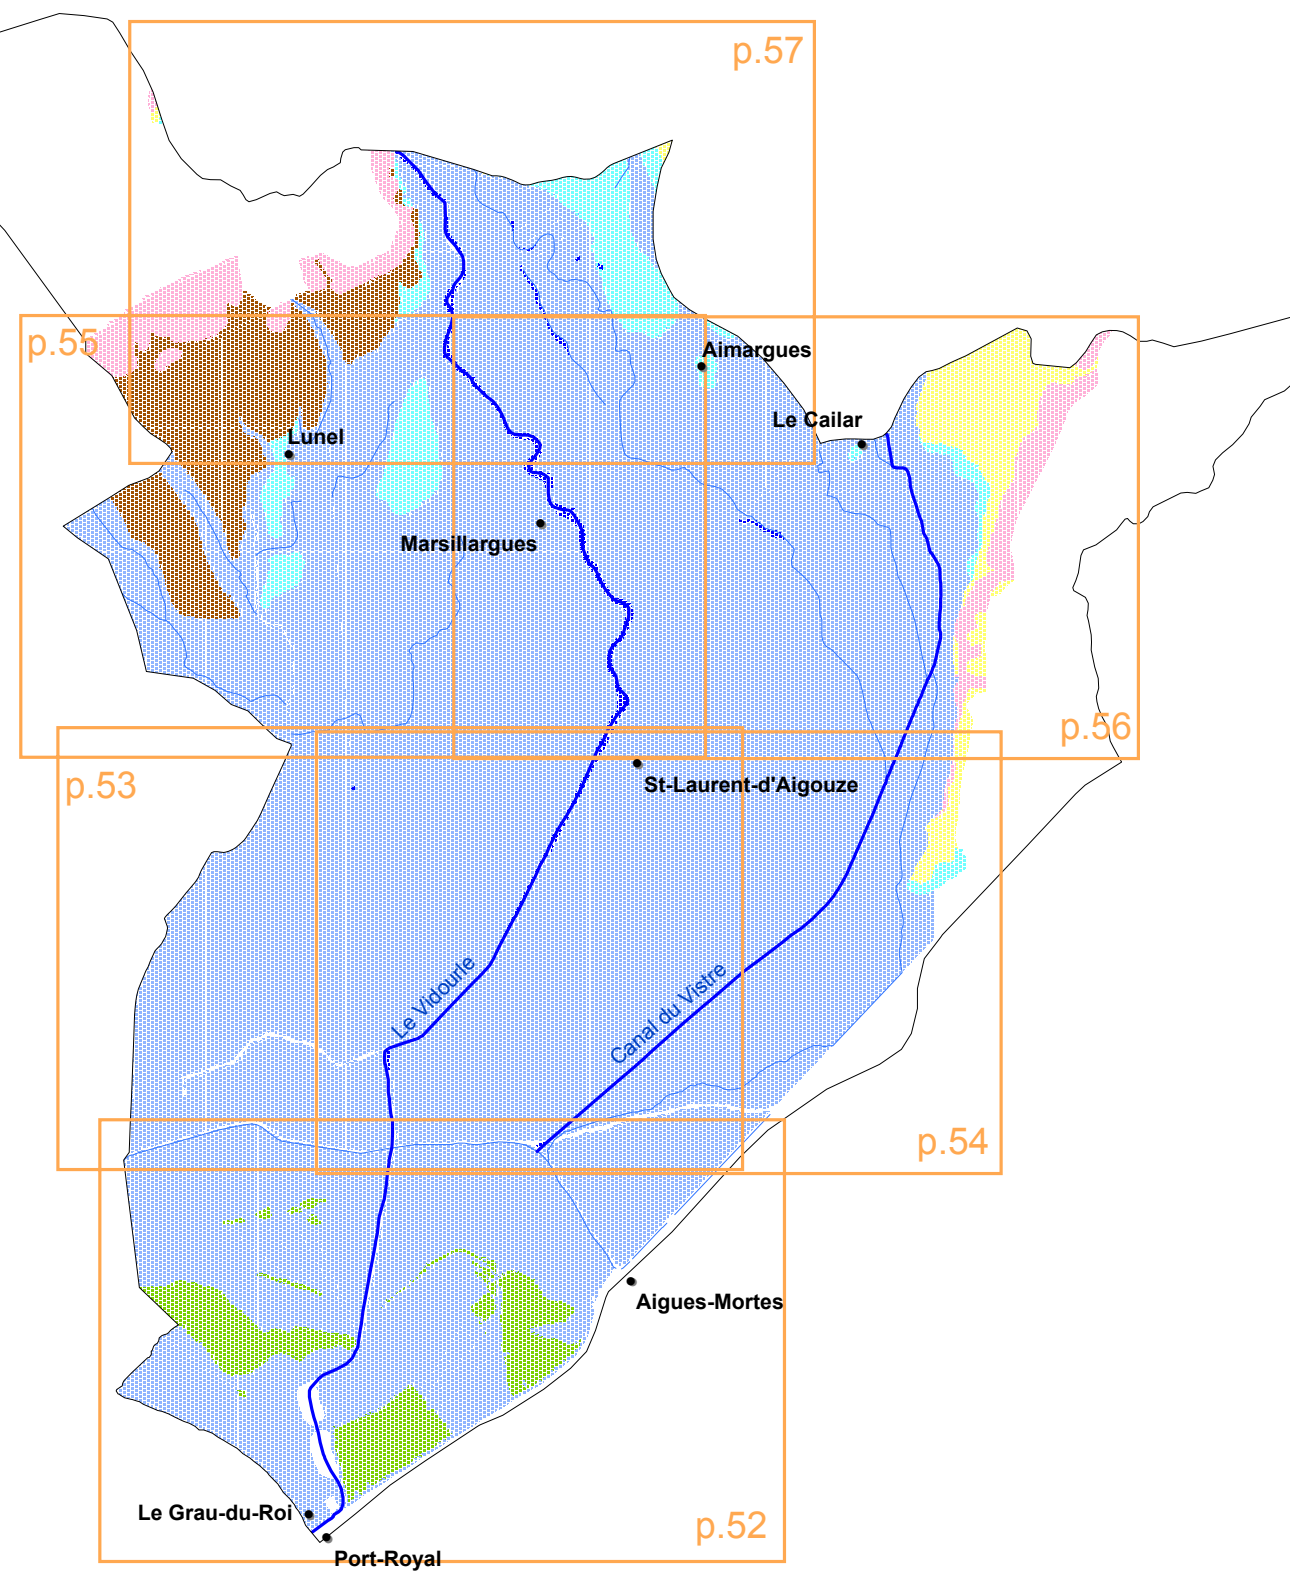 p.57
p.55
Aimargues
Le Cailar
Lunel
Marsillargues
p.56
p.53
St-Laurent-d'Aigouze
Le Vidourle
Canal du Vistre
p.54
Aigues-Mortes
Le Grau-du-Roi
p.52
Port-Royal